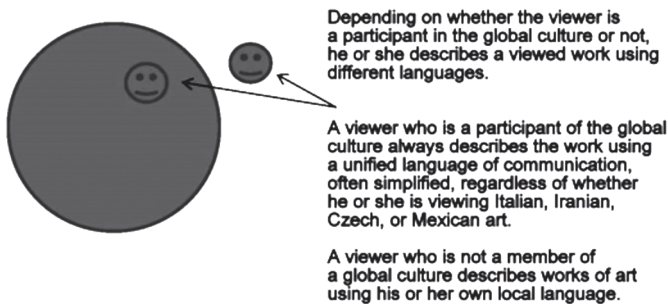 Depending on whether the viewer is
a participant in the global culture or not,
he or she describes a viewed work using
different languages.
A viewer who is a participant of the global
culture always describes the work using
a unified language of communication,
often simplified, regardless of whether
he or she is viewing Italian, Iranian,
Czech, or Mexican art.
A viewer who is not a member of
a global culture describes works of art
using his or her own local language.